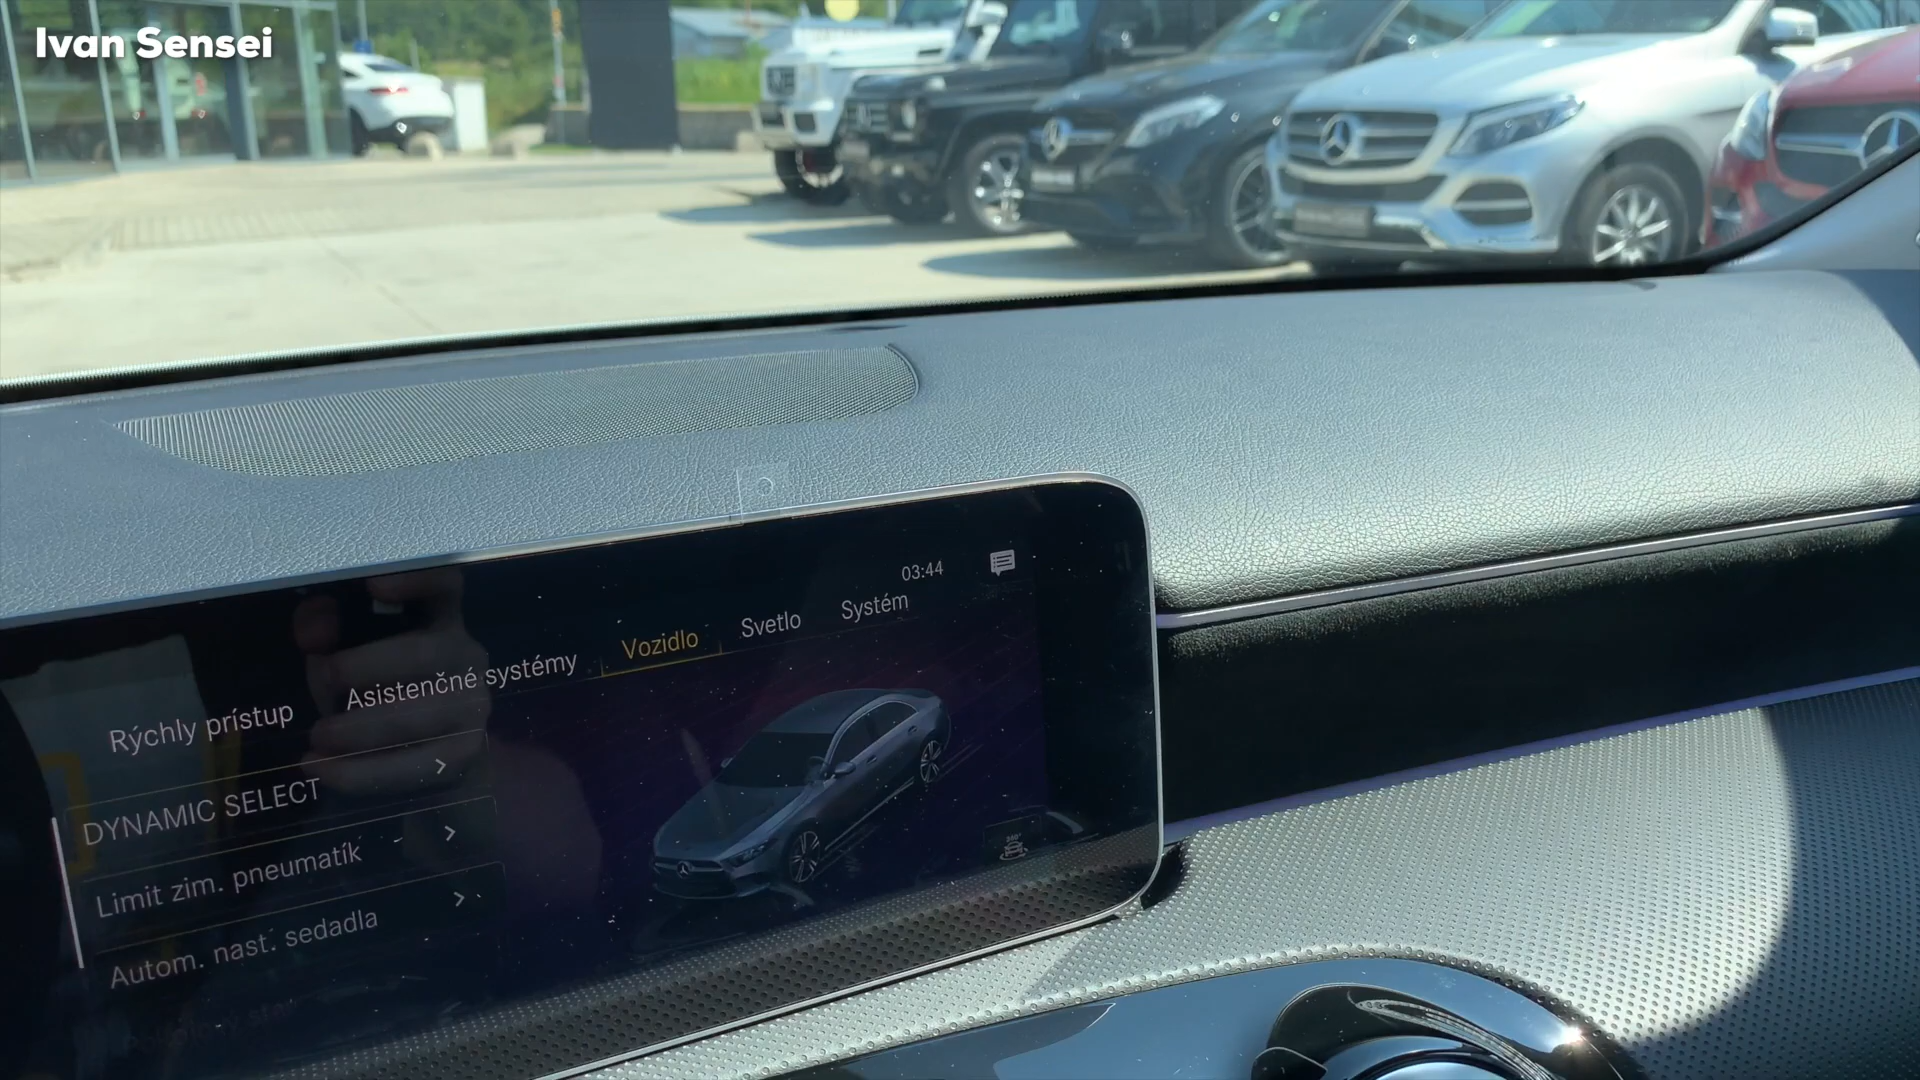 Ivan Sensei
03:44
Rýchly prístup Asistenčné systémy Vozidlo Svetlo Systém
DYNAMIC SELECT
Limit zim. pneumatík
Autom. nast. sedadla
360°